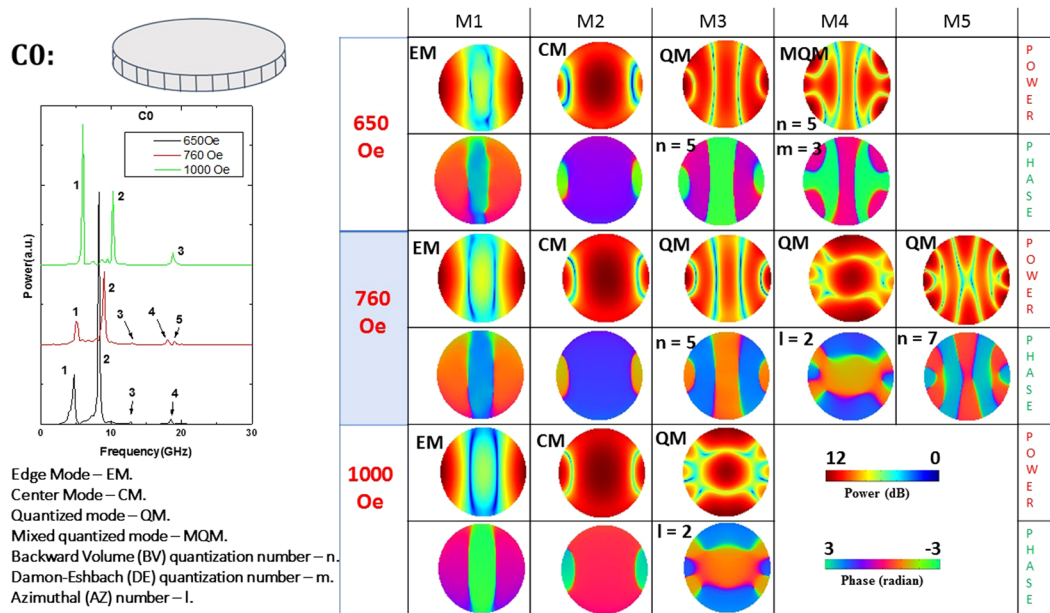 C0:
C0
650Oe
760 Oe
1000 Oe
1
2
3
1
2
3
4
5
1
2
3
4
Power(a.u.)
0
10
20
30
Frequency(GHz)
Edge Mode – EM.
Center Mode – CM.
Quantized mode – QM.
Mixed quantized mode – MQM.
Backward Volume (BV) quantization number – n.
Damon-Eshbach (DE) quantization number – m.
Azimuthal (AZ) number – l.
M1
M2
M3
M4
M5
650
Oe
EM
CM
QM
MQM
POWER
n = 5
n = 5
m = 3
PHASE
760
Oe
EM
CM
QM
QM
QM
POWER
n = 5
l = 2
n = 7
PHASE
1000
Oe
EM
CM
QM
12
0
Power (dB)
POWER
l = 2
3
-3
Phase (radian)
PHASE